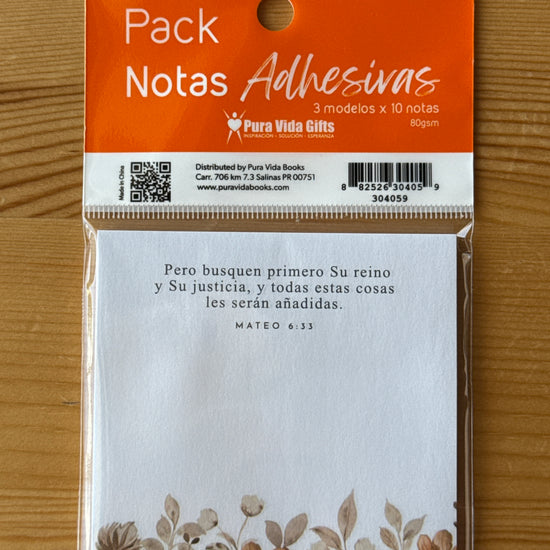 Pack
Notas Adhesivas
3 modelos x 10 notas
80gsm
Pura Vida Gifts
INSPIRACIÓN • SOLUCIÓN • ESPERANZA
Made in China
Distributed by Pura Vida Books
Carr. 706 km 7.3 Salinas PR 00751
www.puravidabooks.com
8 82526 30405 9
304059
Pero busquen primero Su reino
y Su justicia, y todas estas cosas
les serán añadidas.
MATEO 6:33